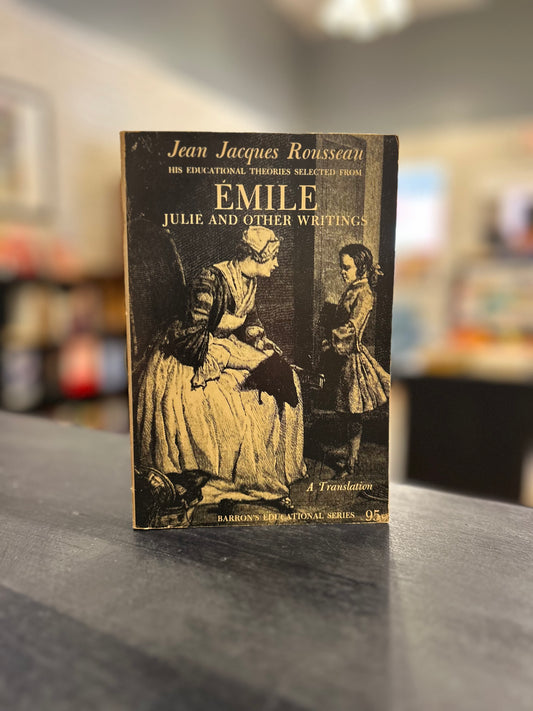 Jean Jacques Rousseau
HIS EDUCATIONAL THEORIES SELECTED FROM
ÉMILE
JULIE AND OTHER WRITINGS
A Translation
BARRON'S EDUCATIONAL SERIES 95¢